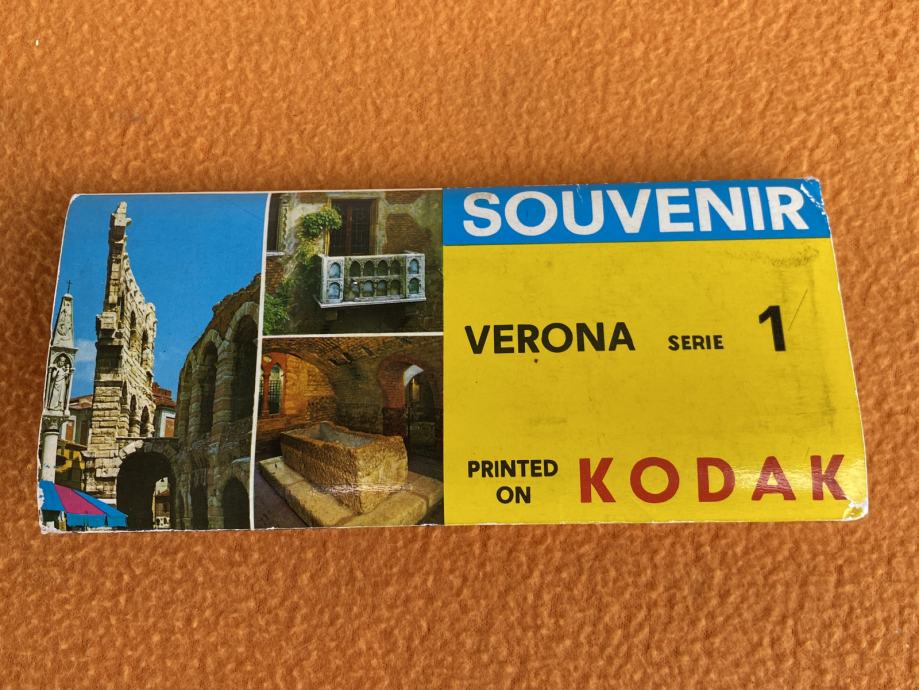 SOUVENIR
VERONA SERIE 1
PRINTED
ON KODAK